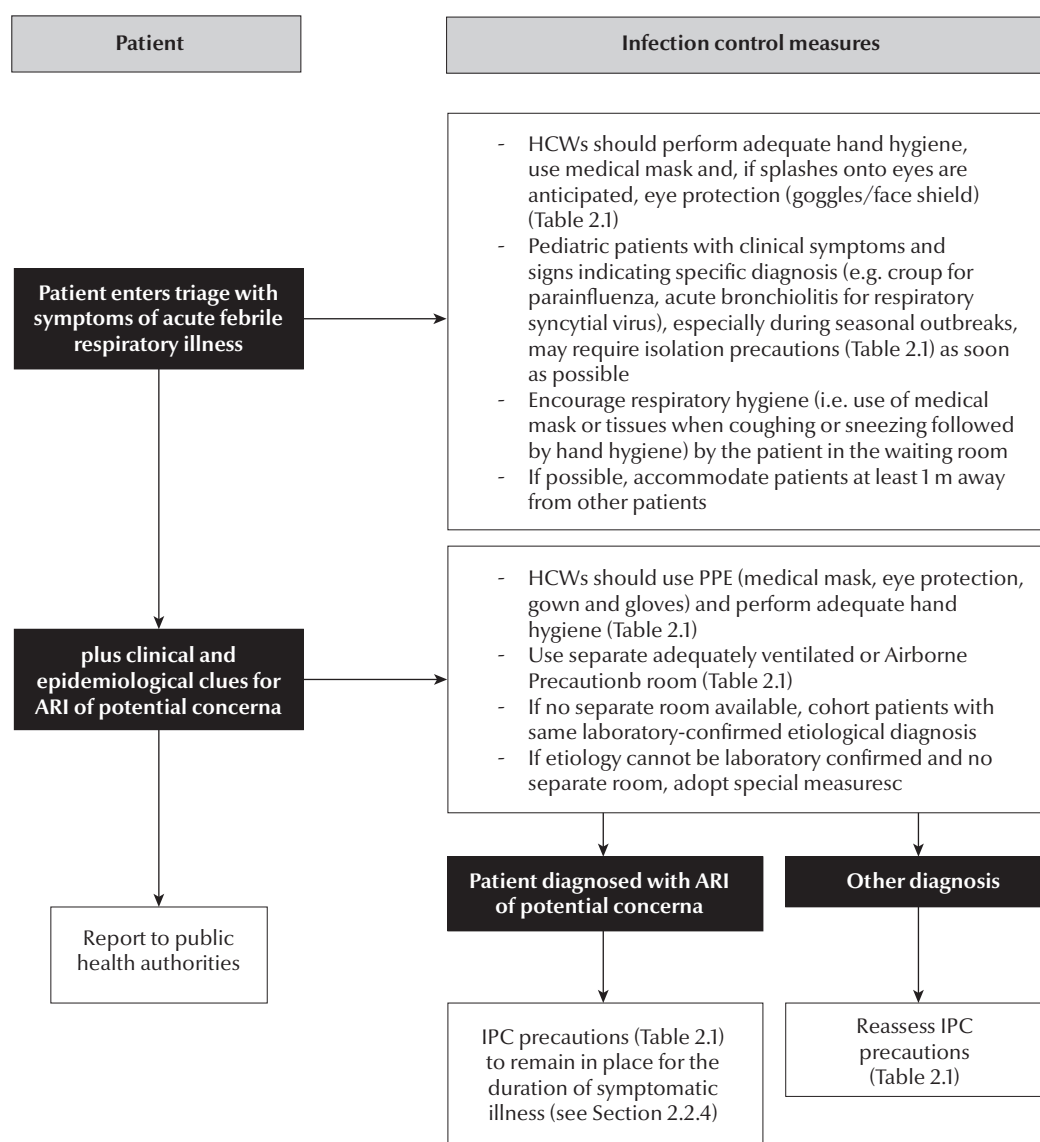 Patient
Infection control measures
- HCWs should perform adequate hand hygiene,
use medical mask and, if splashes onto eyes are
anticipated, eye protection (goggles/face shield)
(Table 2.1)
- Pediatric patients with clinical symptoms and
signs indicating specific diagnosis (e.g. croup for
parainfluenza, acute bronchiolitis for respiratory
syncytial virus), especially during seasonal outbreaks,
may require isolation precautions (Table 2.1) as soon
as possible
- Encourage respiratory hygiene (i.e. use of medical
mask or tissues when coughing or sneezing followed
by hand hygiene) by the patient in the waiting room
- If possible, accommodate patients at least 1 m away
from other patients
Patient enters triage with
symptoms of acute febrile
respiratory illness
- HCWs should use PPE (medical mask, eye protection,
gown and gloves) and perform adequate hand
hygiene (Table 2.1)
- Use separate adequately ventilated or Airborne
Precautionb room (Table 2.1)
- If no separate room available, cohort patients with
same laboratory-confirmed etiological diagnosis
- If etiology cannot be laboratory confirmed and no
separate room, adopt special measuresc
plus clinical and
epidemiological clues for
ARI of potential concerna
Patient diagnosed with ARI
of potential concerna
Other diagnosis
Report to public
health authorities
IPC precautions (Table 2.1)
to remain in place for the
duration of symptomatic
illness (see Section 2.2.4)
Reassess IPC
precautions
(Table 2.1)